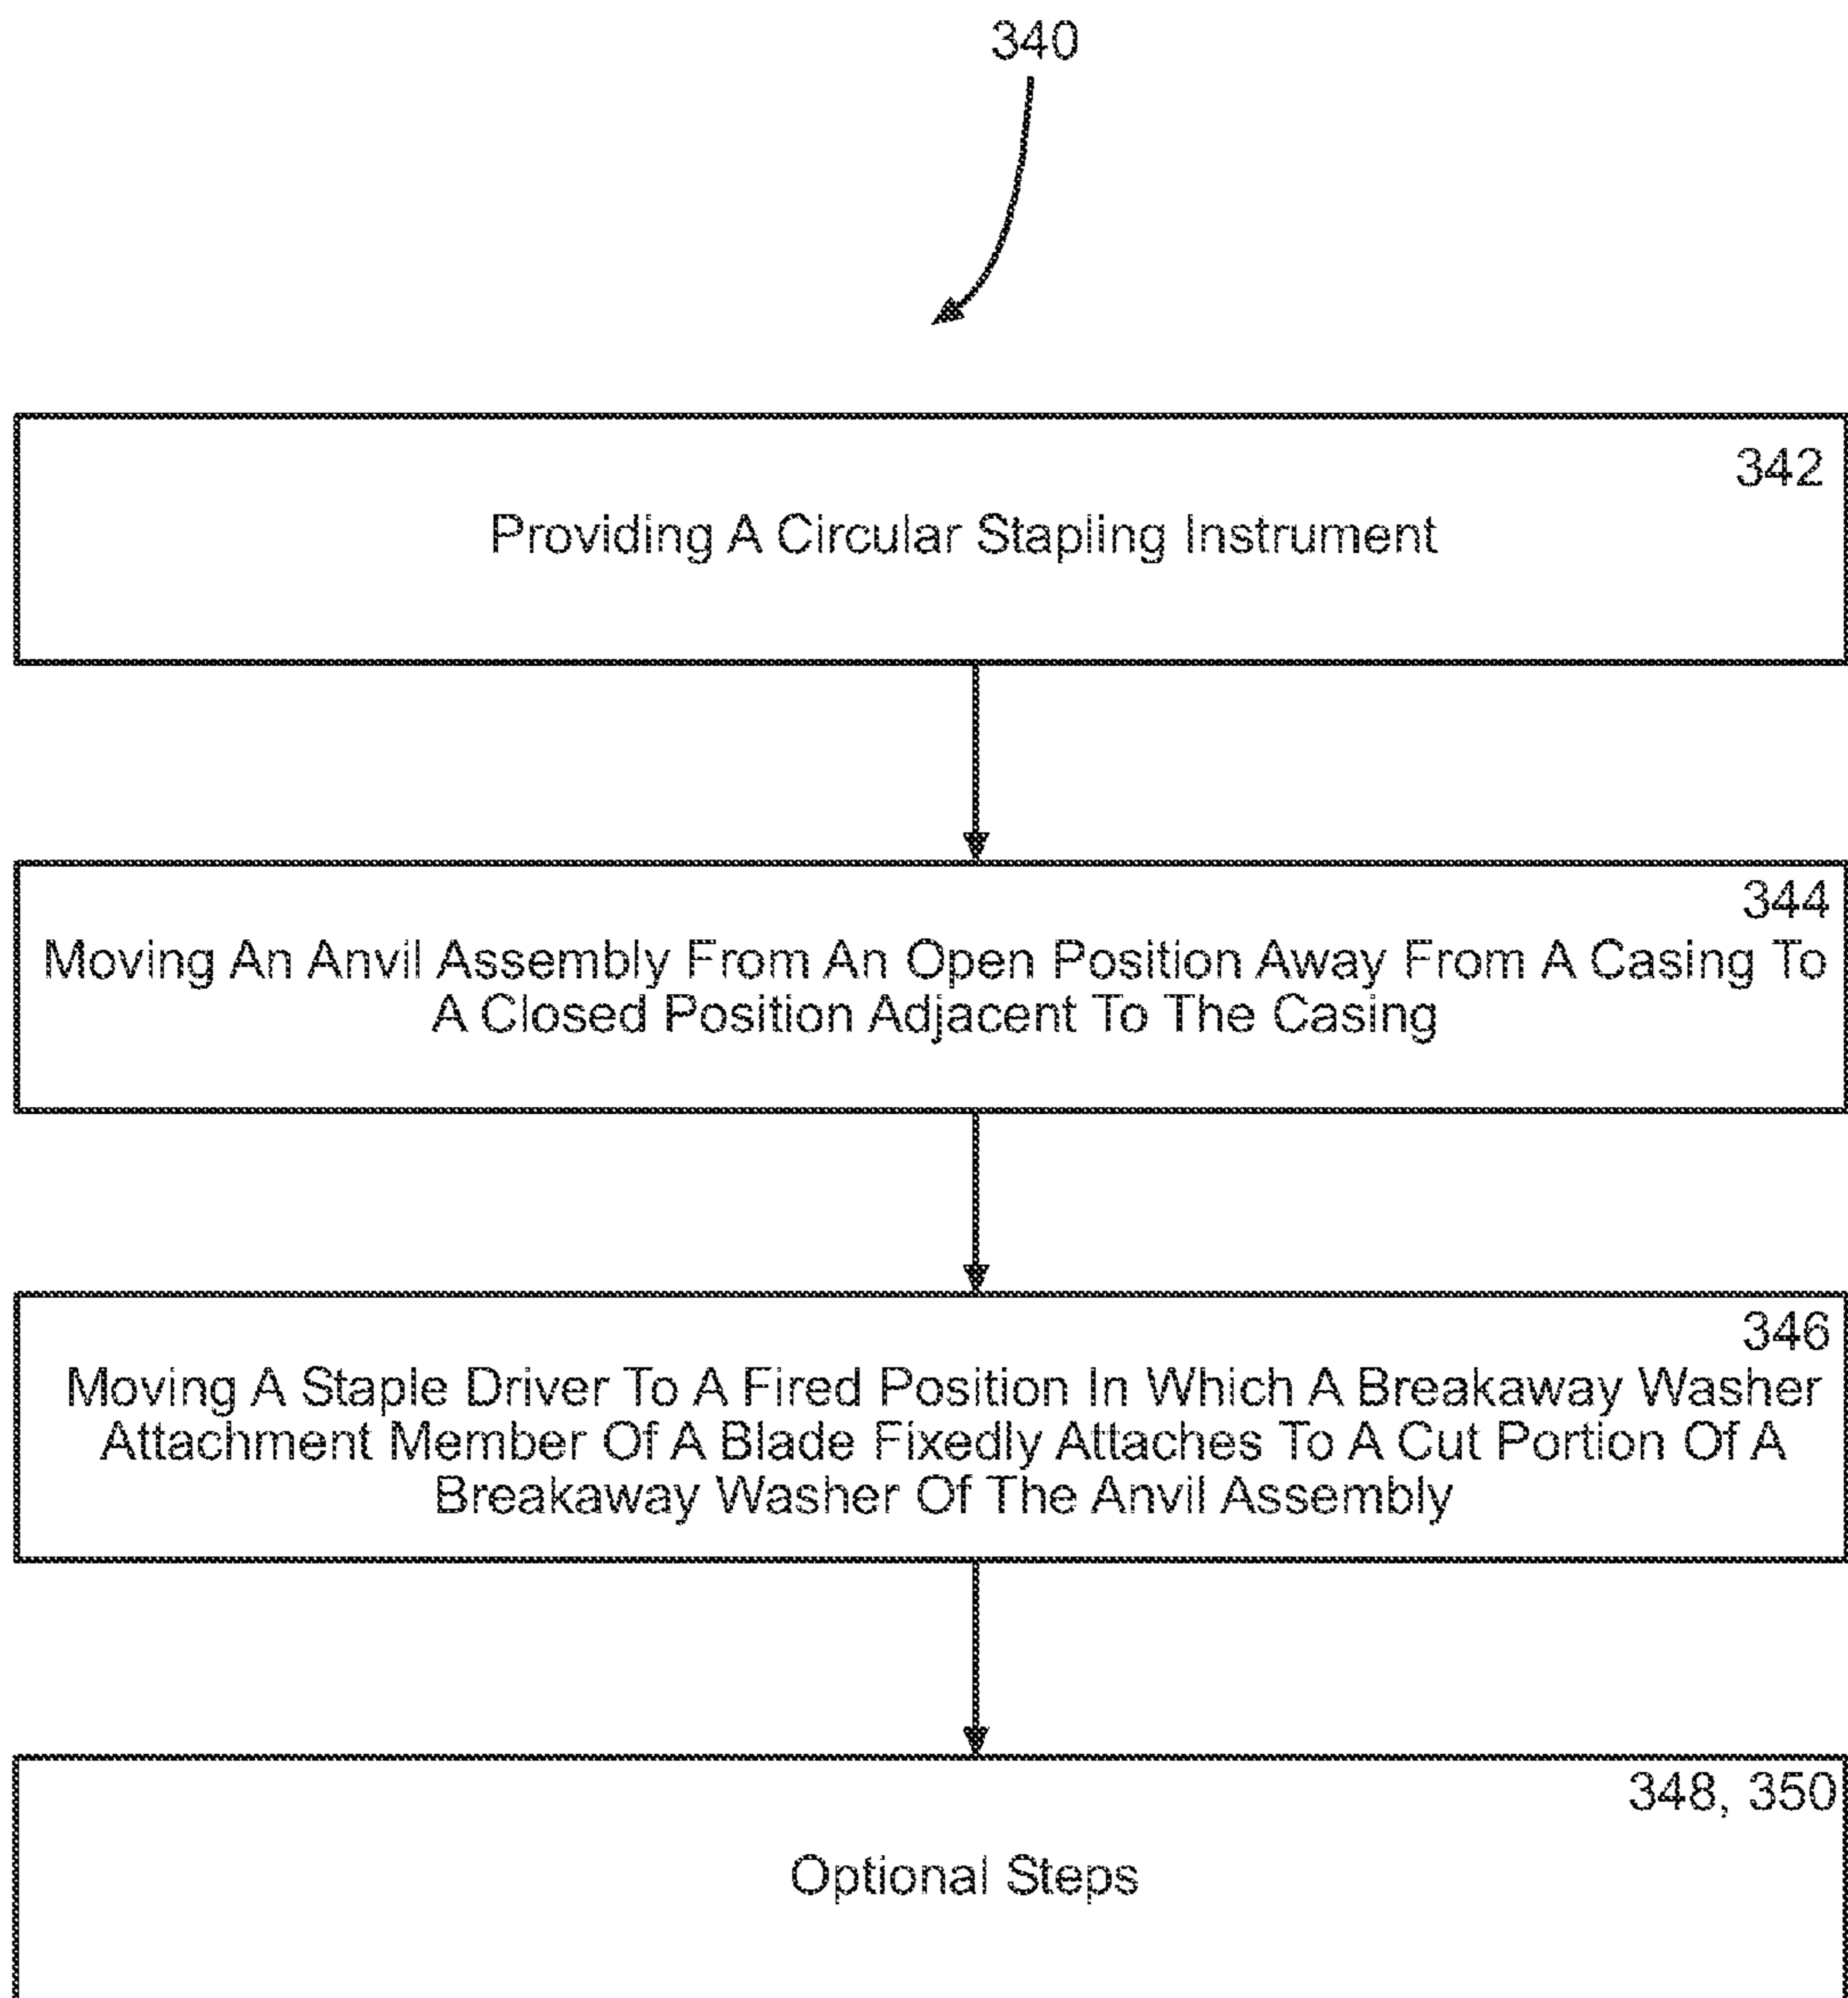 340
342
Providing A Circular Stapling Instrument
344
Moving An Anvil Assembly From An Open Position Away From A Casing To
A Closed Position Adjacent To The Casing
346
Moving A Staple Driver To A Fired Position In Which A Breakaway Washer
Attachment Member Of A Blade Fixedly Attaches To A Cut Portion Of A
Breakaway Washer Of The Anvil Assembly
348, 350
Optional Steps